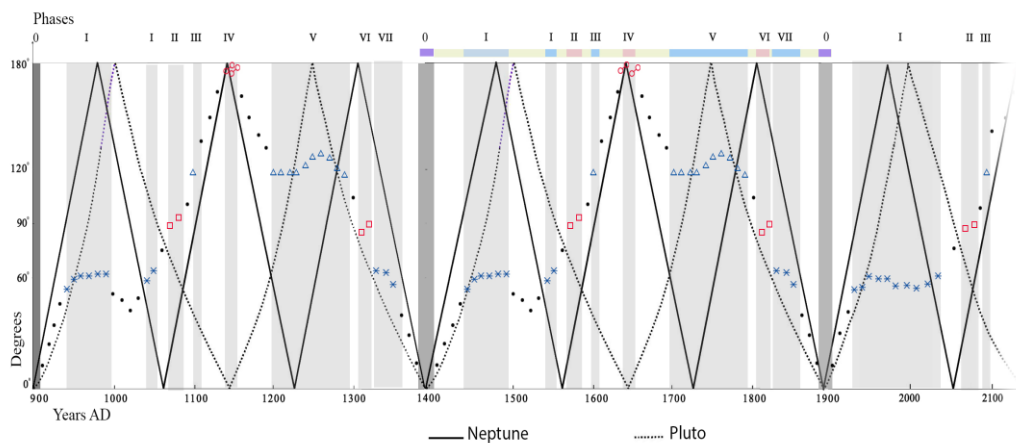 Phases
0 I I II III IV V VI VII 0 I I II III IV V VI VII 0 I II III
180°
120°
90°
60°
0°
Degrees
900 1000 1100 1200 1300 1400 1500 1600 1700 1800 1900 2000 2100
Years AD
Neptune Pluto